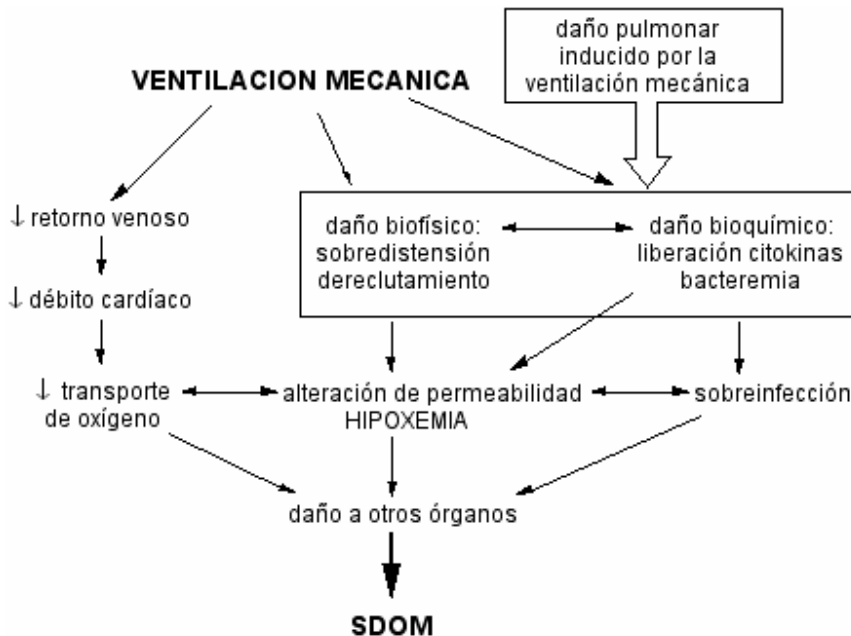 daño pulmonar
inducido por la
ventilación mecánica
VENTILACION MECANICA
↓ retorno venoso
daño biofísico:
sobredistensión
dereclutamiento
daño bioquímico:
liberación citokinas
bacteremia
↓ débito cardíaco
↓ transporte
de oxígeno
alteración de permeabilidad
HIPOXEMIA
sobreinfección
daño a otros órganos
SDOM